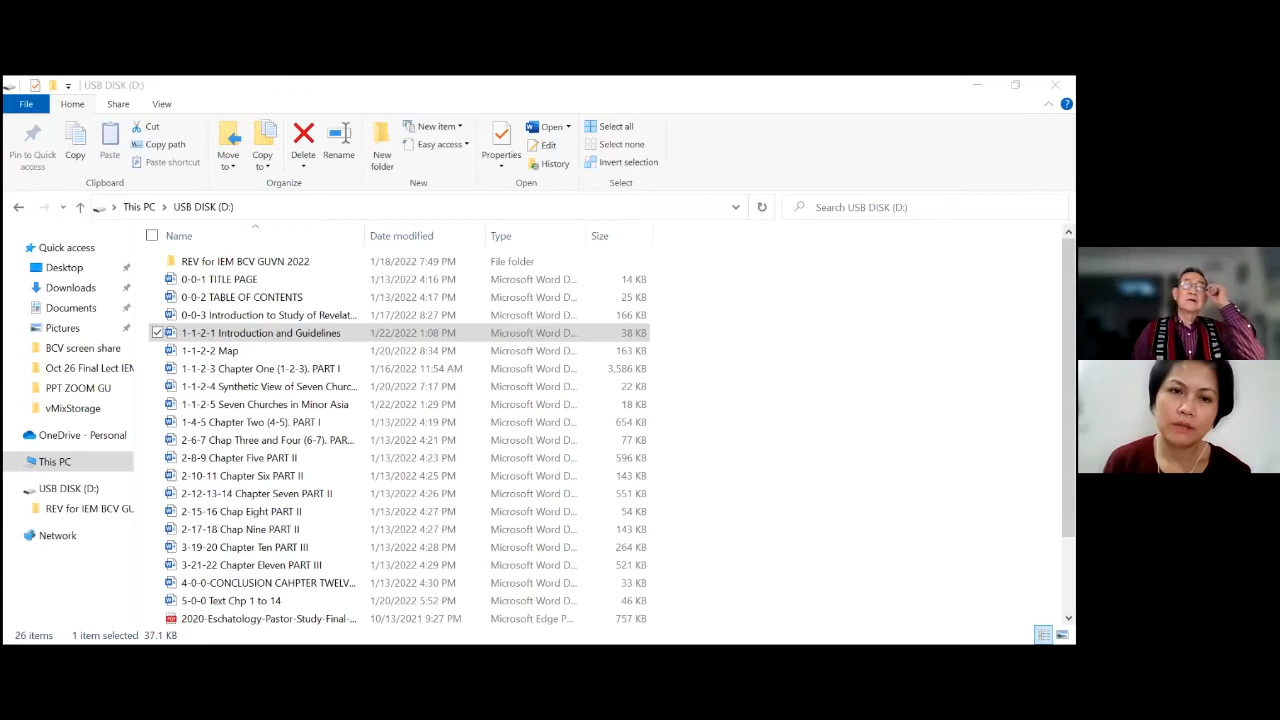 USB DISK (D:)
File Home Share View
Pin to Quick access
Copy
Paste
Cut
Copy path
Paste shortcut
Clipboard
Move to
Copy to
Delete
Rename
Organize
New folder
New item
Easy access
New
Properties
Open
Edit
History
Open
Select all
Select none
Invert selection
Select
This PC USB DISK (D:)
Search USB DISK (D:)
Quick access
Desktop
Downloads
Documents
Pictures
BCV screen share
Oct 26 Final Lect IEM
PPT ZOOM GU
vMixStorage
OneDrive - Personal
This PC
USB DISK (D:)
REV for IEM BCV GU
Network
Name Date modified Type Size
REV for IEM BCV GUVN 2022 1/18/2022 7:49 PM File folder
0-0-1 TITLE PAGE 1/13/2022 4:16 PM Microsoft Word D... 14 KB
0-0-2 TABLE OF CONTENTS 1/13/2022 4:17 PM Microsoft Word D... 25 KB
0-0-3 Introduction to Study of Revelat... 1/17/2022 8:27 PM Microsoft Word D... 166 KB
1-1-2-1 Introduction and Guidelines 1/22/2022 1:08 PM Microsoft Word D... 38 KB
1-1-2-2 Map 1/20/2022 8:34 PM Microsoft Word D... 163 KB
1-1-2-3 Chapter One (1-2-3). PART I 1/16/2022 11:54 AM Microsoft Word D... 3,586 KB
1-1-2-4 Synthetic View of Seven Churc... 1/20/2022 7:17 PM Microsoft Word D... 22 KB
1-1-2-5 Seven Churches in Minor Asia 1/22/2022 1:29 PM Microsoft Word D... 18 KB
1-4-5 Chapter Two (4-5). PART I 1/13/2022 4:19 PM Microsoft Word D... 654 KB
2-6-7 Chap Three and Four (6-7). PAR... 1/13/2022 4:21 PM Microsoft Word D... 77 KB
2-8-9 Chapter Five PART II 1/13/2022 4:23 PM Microsoft Word D... 596 KB
2-10-11 Chapter Six PART II 1/13/2022 4:25 PM Microsoft Word D... 143 KB
2-12-13-14 Chapter Seven PART II 1/13/2022 4:26 PM Microsoft Word D... 551 KB
2-15-16 Chap Eight PART II 1/13/2022 4:27 PM Microsoft Word D... 54 KB
2-17-18 Chap Nine PART II 1/13/2022 4:27 PM Microsoft Word D... 143 KB
3-19-20 Chapter Ten PART III 1/13/2022 4:28 PM Microsoft Word D... 264 KB
3-21-22 Chapter Eleven PART III 1/13/2022 4:29 PM Microsoft Word D... 521 KB
4-0-0-CONCLUSION CAHPTER TWELV... 1/13/2022 4:30 PM Microsoft Word D... 33 KB
5-0-0 Text Chp 1 to 14 1/20/2022 5:52 PM Microsoft Word D... 46 KB
2020-Eschatology-Pastor-Study-Final-... 10/13/2021 9:27 PM Microsoft Edge P... 757 KB
26 items 1 item selected 37.1 KB